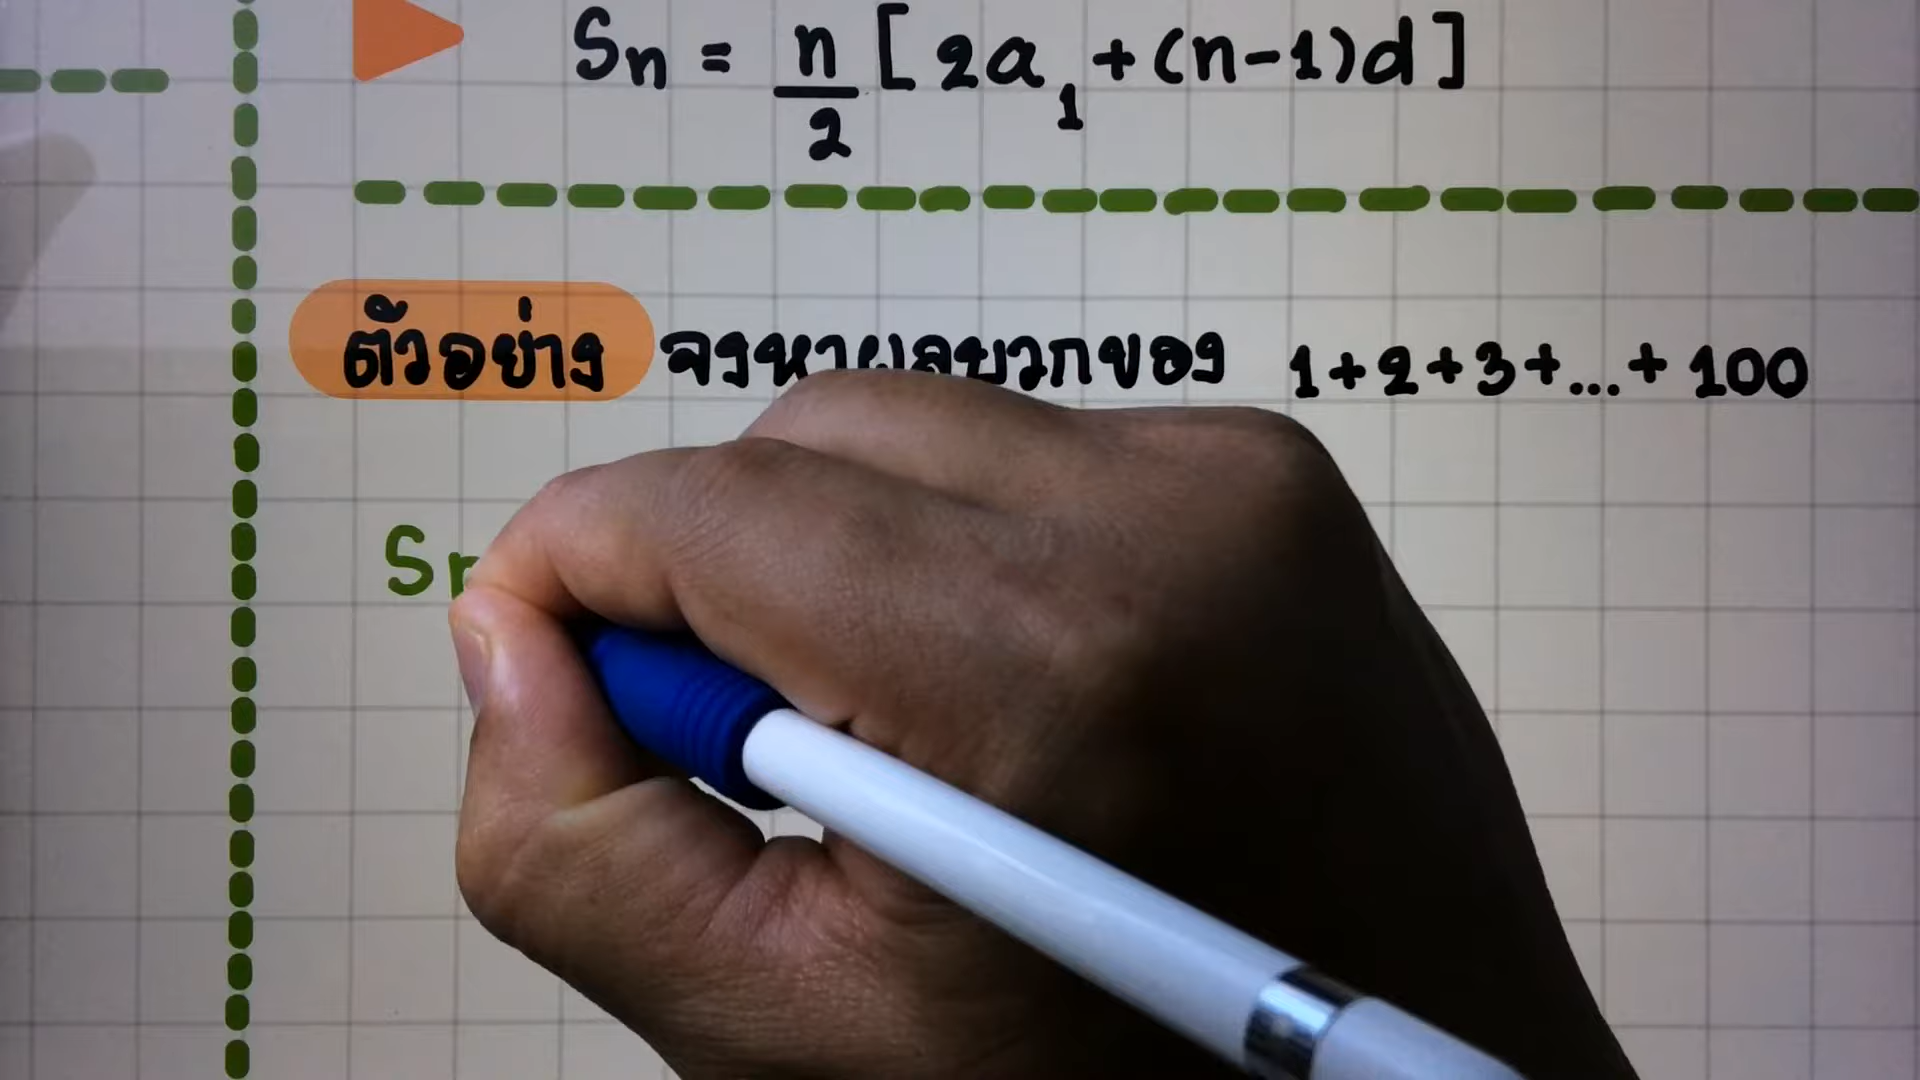 Sn = n/2 [2a₁+(n-1)d]
ตัวอย่าง จงหาผลบวกของ 1+2+3+...+100
Sn